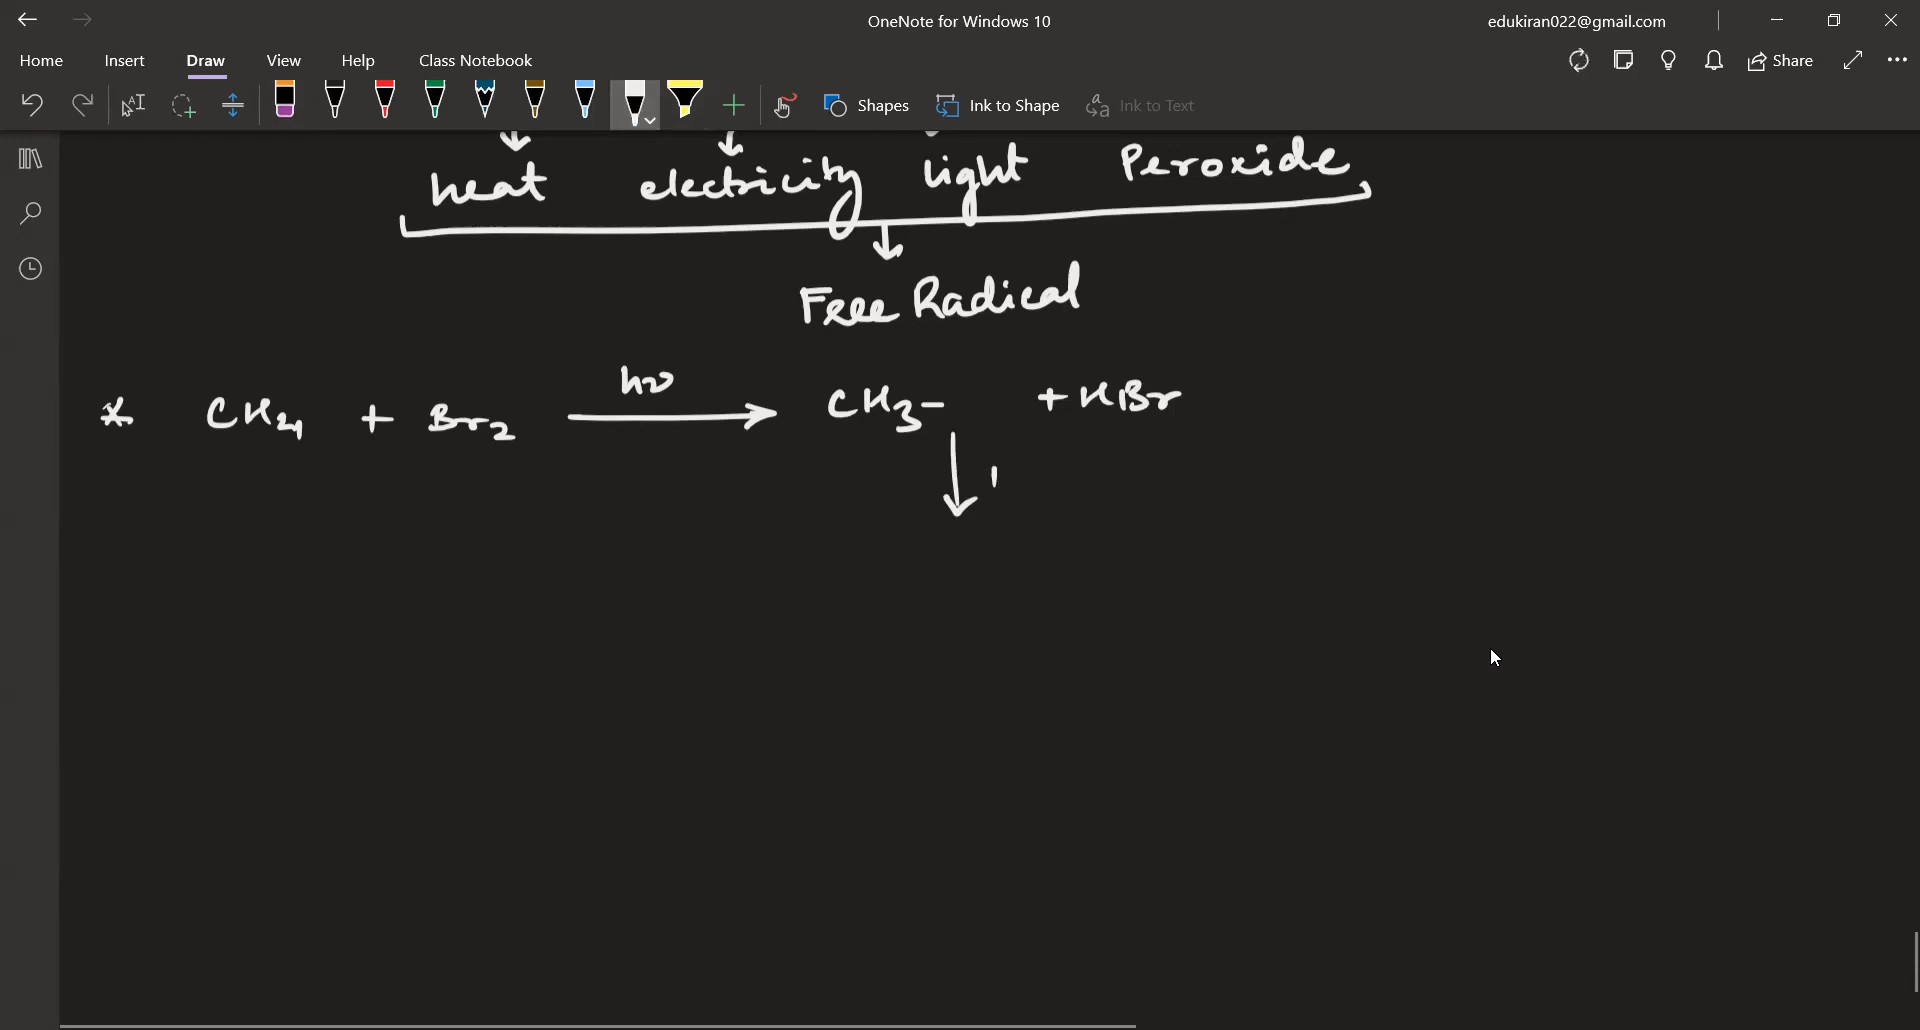 OneNote for Windows 10
edukiran022@gmail.com
Home Insert Draw View Help Class Notebook
Share
Shapes Ink to Shape Ink to Text
heat electricity light Peroxide
Free Radical
* CH4 + Br2 hν → CH3- + HBr